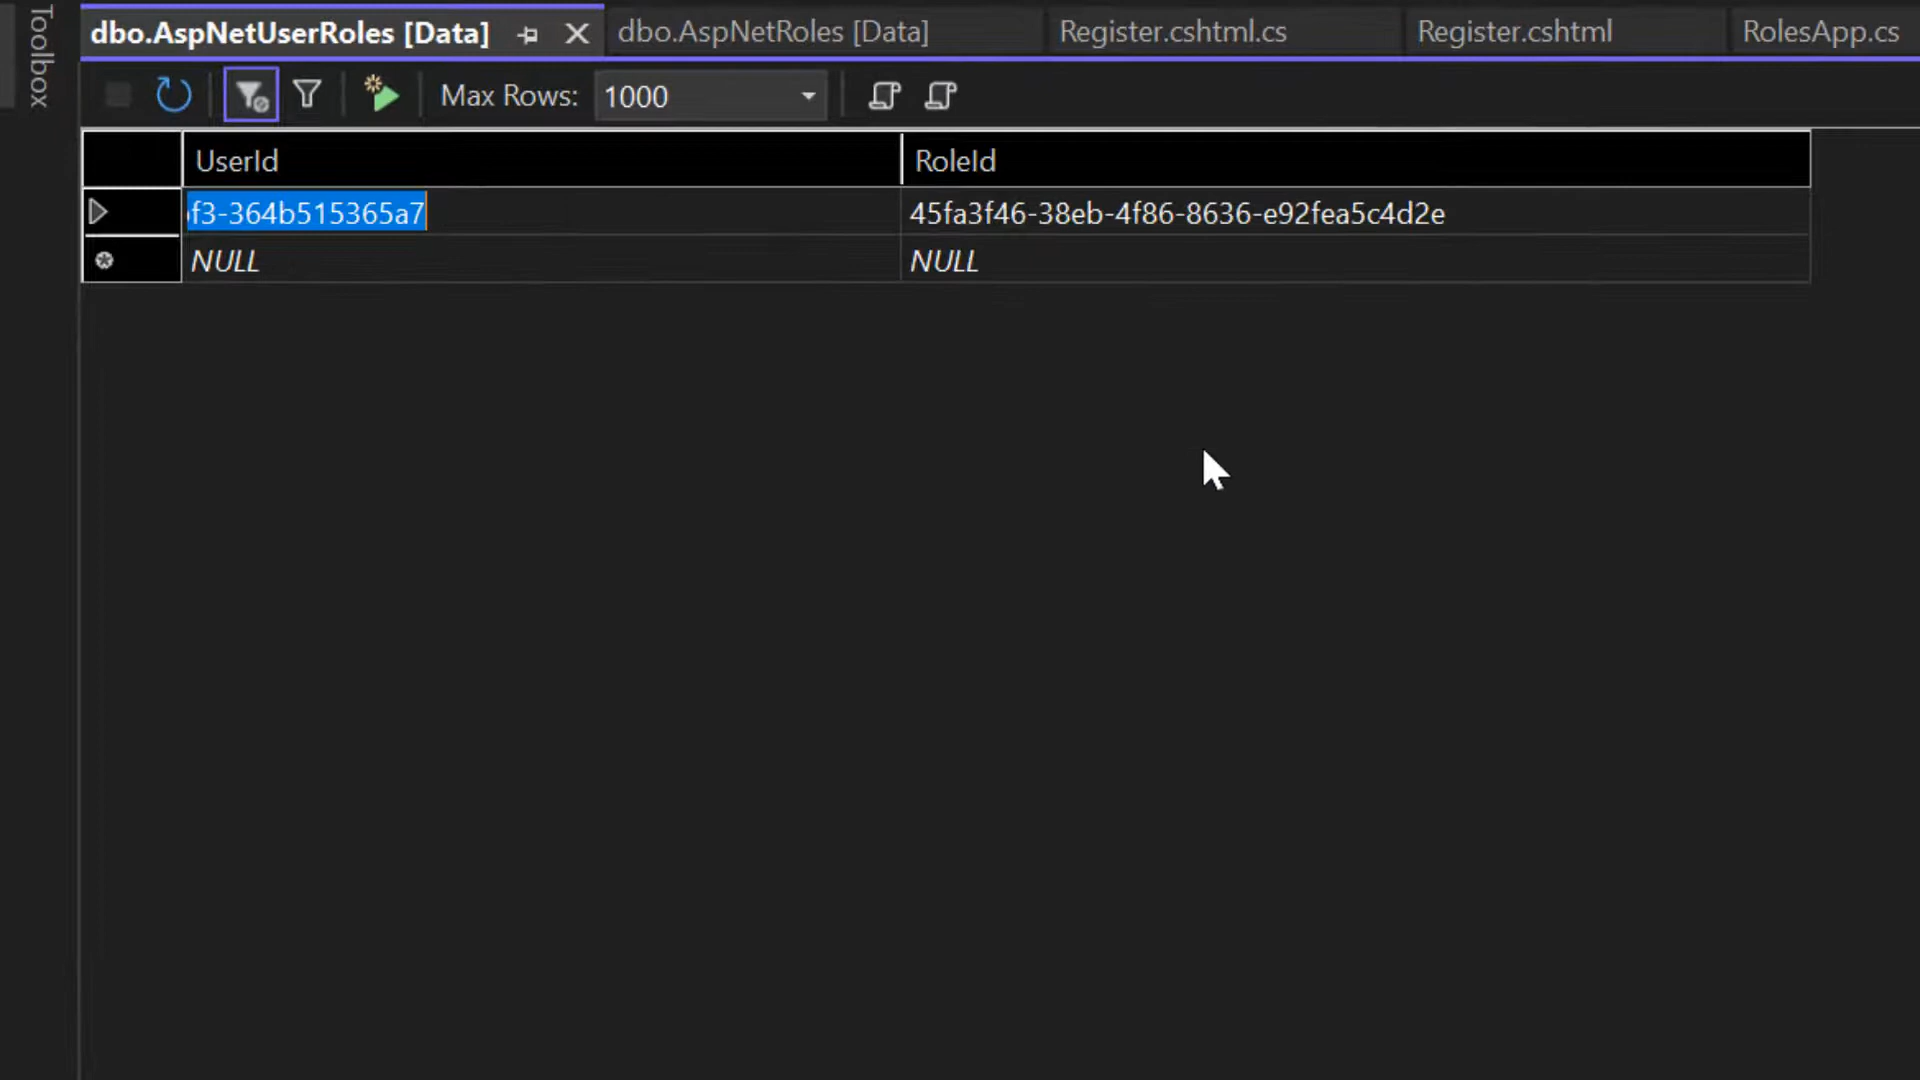 Toolbox
dbo.AspNetUserRoles [Data]
dbo.AspNetRoles [Data]
Register.cshtml.cs
Register.cshtml
RolesApp.cs
Max Rows: 1000
UserId RoleId
f3-364b515365a7 45fa3f46-38eb-4f86-8636-e92fea5c4d2e
NULL NULL